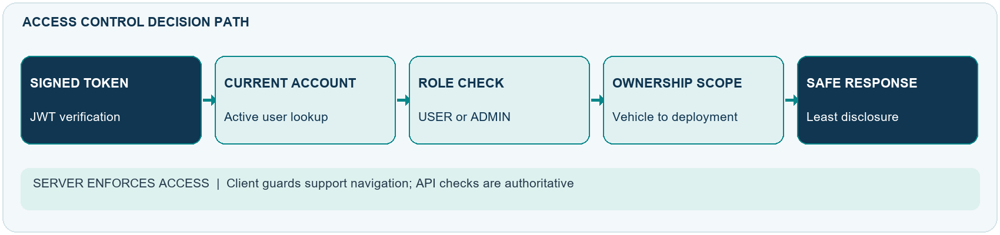 ACCESS CONTROL DECISION PATH
SIGNED TOKEN
JWT verification
CURRENT ACCOUNT
Active user lookup
ROLE CHECK
USER or ADMIN
OWNERSHIP SCOPE
Vehicle to deployment
SAFE RESPONSE
Least disclosure
SERVER ENFORCES ACCESS | Client guards support navigation; API checks are authoritative